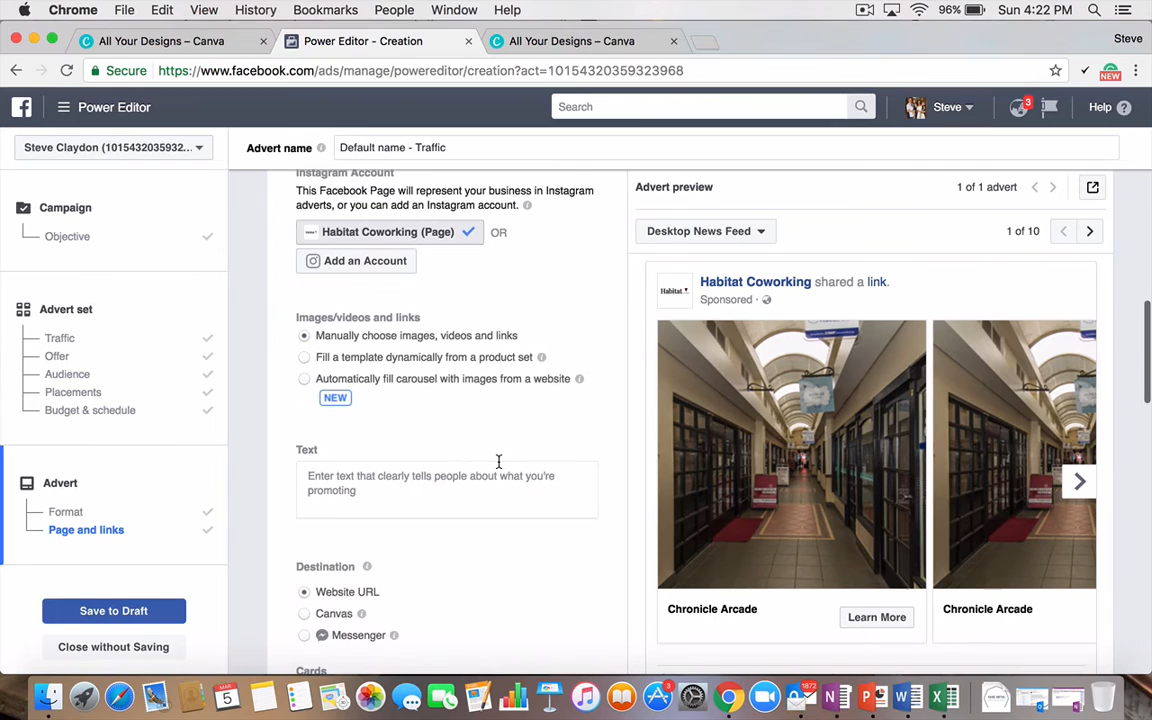 Chrome File Edit View History Bookmarks People Window Help 96% Sun 4:22 PM
All Your Designs – Canva Power Editor - Creation All Your Designs – Canva Steve
Secure https://www.facebook.com/ads/manage/powereditor/creation?act=10154320359323968 NEW
Power Editor Search Steve 3 Help
Steve Claydon (1015432035932... Advert name Default name - Traffic
Campaign
Objective
Advert set
Traffic
Offer
Audience
Placements
Budget & schedule
Advert
Format
Page and links
Save to Draft
Close without Saving
Instagram Account
This Facebook Page will represent your business in Instagram
adverts, or you can add an Instagram account.
Habitat Coworking (Page) OR
Add an Account
Images/videos and links
Manually choose images, videos and links
Fill a template dynamically from a product set
Automatically fill carousel with images from a website
NEW
Text
Enter text that clearly tells people about what you're
promoting
Destination
Website URL
Canvas
Messenger
Cards
Advert preview 1 of 1 advert
Desktop News Feed 1 of 10
Habitat
Habitat Coworking shared a link.
Sponsored
Chronicle Arcade Learn More Chronicle Arcade
5
3
1872